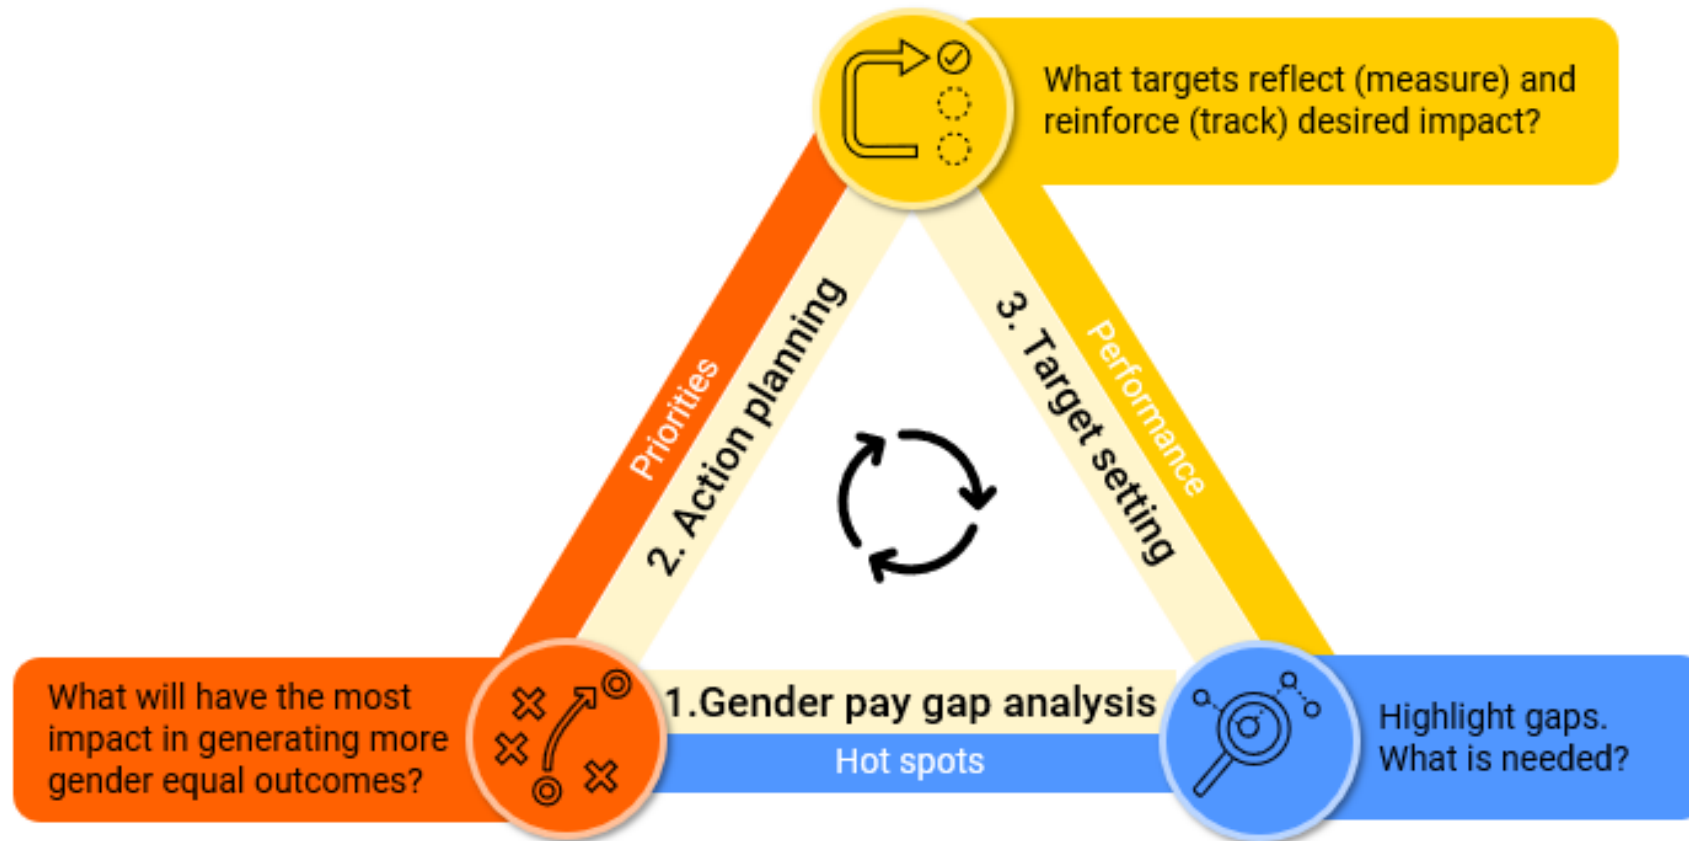 What targets reflect (measure) and
reinforce (track) desired impact?
Priorities
2. Action planning
3. Target setting
Performance
What will have the most
impact in generating more
gender equal outcomes?
1.Gender pay gap analysis
Hot spots
Highlight gaps.
What is needed?